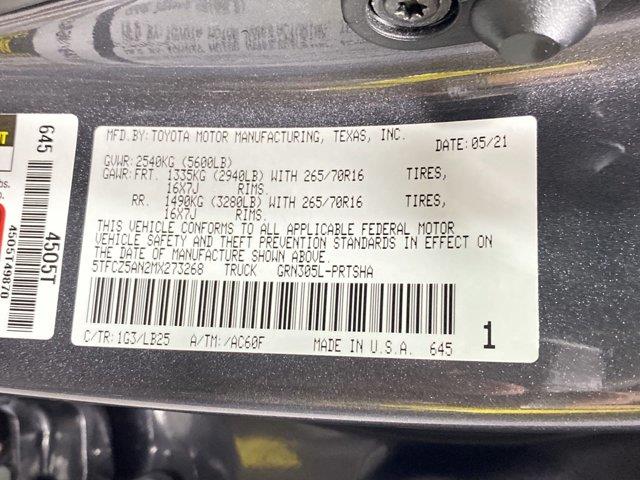 MFD.BY:TOYOTA MOTOR MANUFACTURING, TEXAS, INC.
DATE:05/21
GVWR:2540KG (5600LB)
GAWR:FRT. 1335KG (2940LB) WITH 265/70R16 TIRES,
16X7J RIMS.
RR. 1490KG (3280LB) WITH 265/70R16 TIRES,
16X7J RIMS.
THIS VEHICLE CONFORMS TO ALL APPLICABLE FEDERAL MOTOR
VEHICLE SAFETY AND THEFT PREVENTION STANDARDS IN EFFECT
ON THE DATE OF MANUFACTURE SHOWN ABOVE.
5TFCZ5AN2MX273268 TRUCK GRN305L-PRTSHA
C/TR:1G3/LB25 A/TM:/AC60F MADE IN U.S.A. 645
1
645
4505T
4505T49870